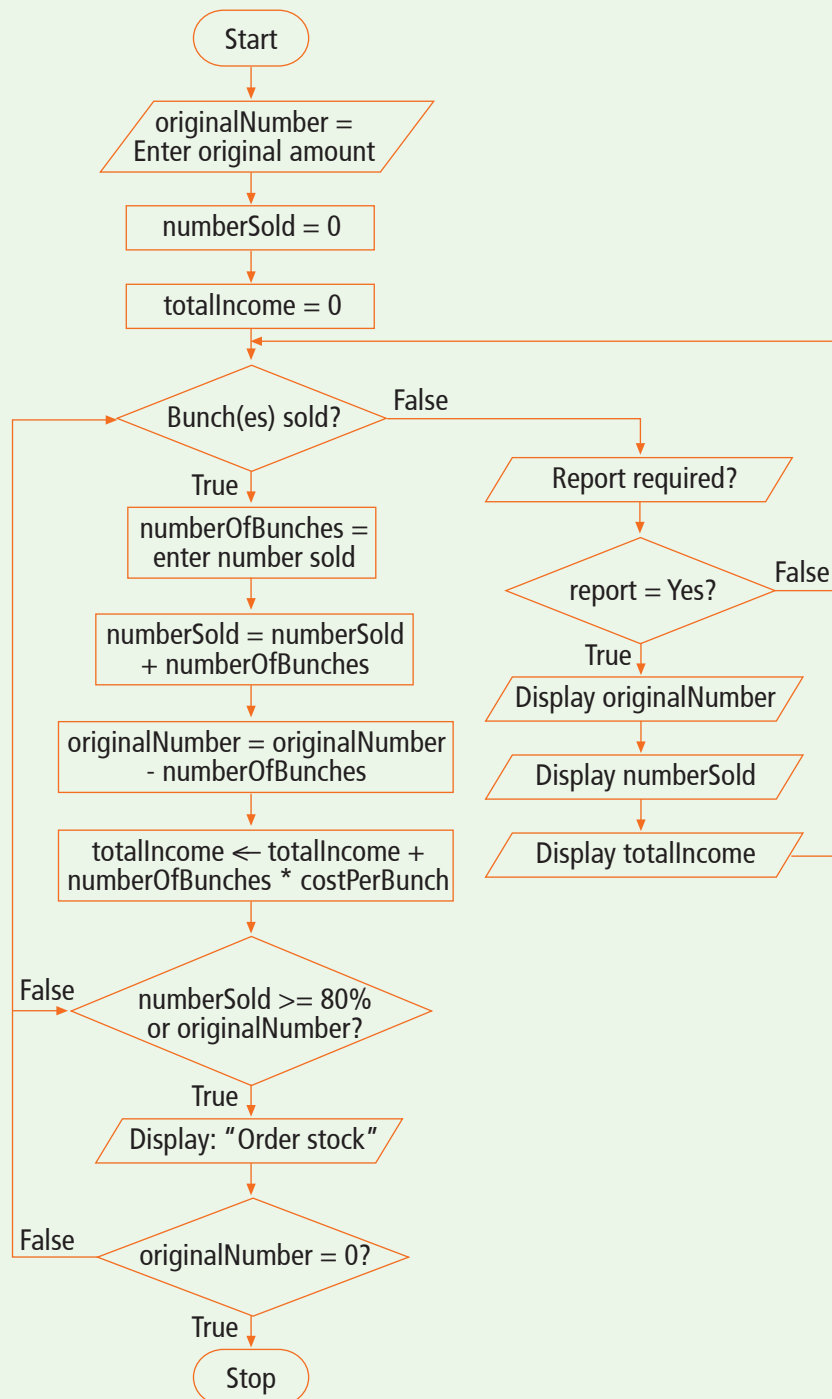 Start
originalNumber =
Enter original amount
numberSold = 0
totalIncome = 0
Bunch(es) sold?
False
True
numberOfBunches =
enter number sold
numberSold = numberSold
+ numberOfBunches
originalNumber = originalNumber
- numberOfBunches
totalIncome ← totalIncome +
numberOfBunches * costPerBunch
False
numberSold >= 80%
or originalNumber?
True
Display: "Order stock"
False
originalNumber = 0?
True
Stop
Report required?
report = Yes?
False
True
Display originalNumber
Display numberSold
Display totalIncome